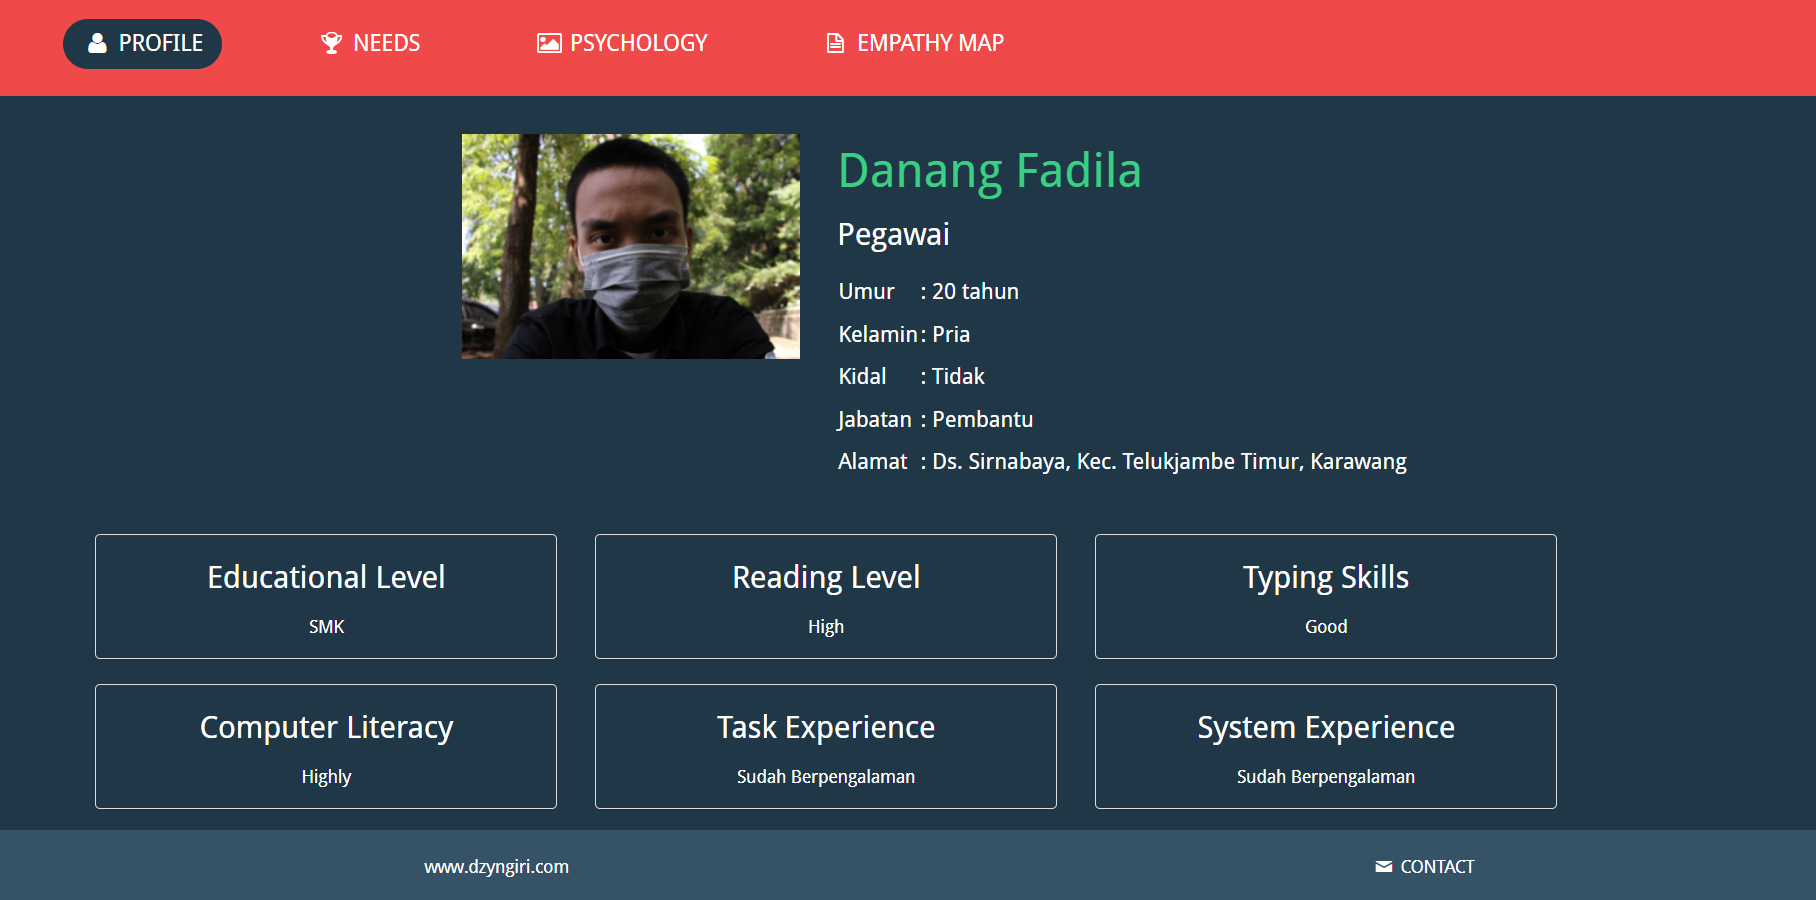 PROFILE NEEDS PSYCHOLOGY EMPATHY MAP
Danang Fadila
Pegawai
Umur : 20 tahun
Kelamin : Pria
Kidal : Tidak
Jabatan : Pembantu
Alamat : Ds. Sirnabaya, Kec. Telukjambe Timur, Karawang
Educational Level
SMK
Reading Level
High
Typing Skills
Good
Computer Literacy
Highly
Task Experience
Sudah Berpengalaman
System Experience
Sudah Berpengalaman
www.dzyngiri.com
CONTACT